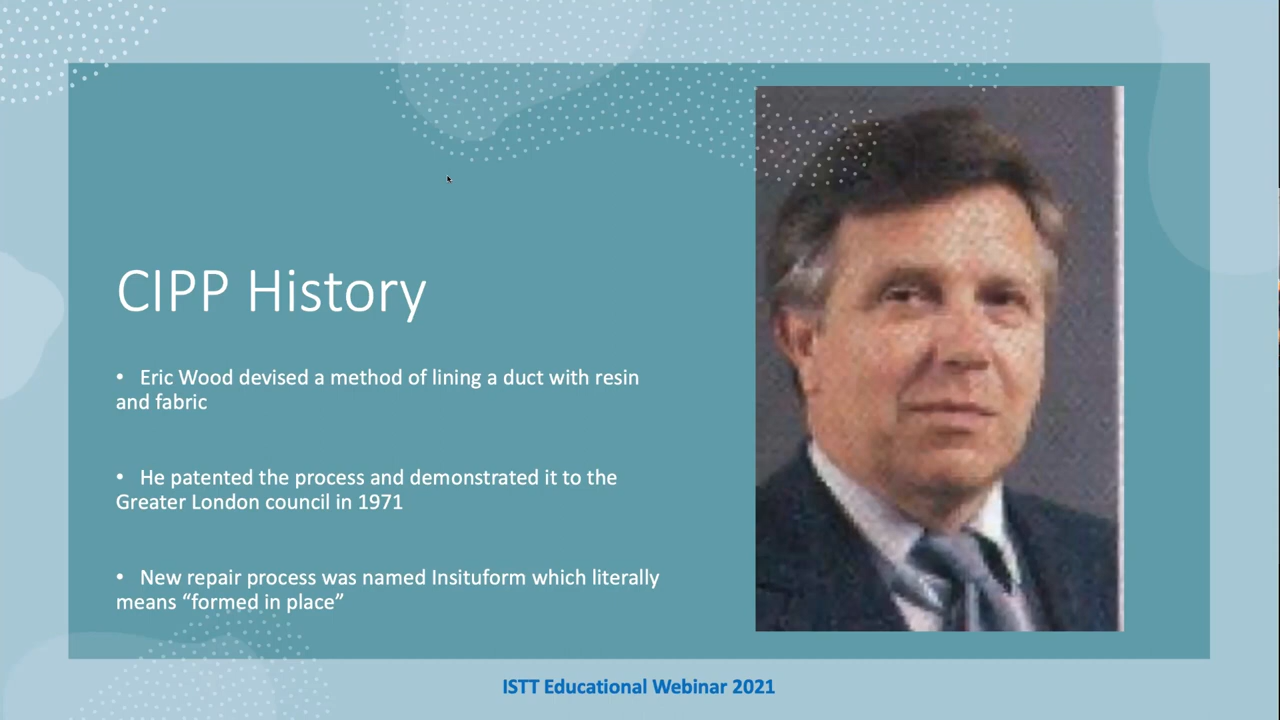 CIPP History
• Eric Wood devised a method of lining a duct with resin
and fabric
• He patented the process and demonstrated it to the
Greater London council in 1971
• New repair process was named Insituform which literally
means “formed in place”
ISTT Educational Webinar 2021